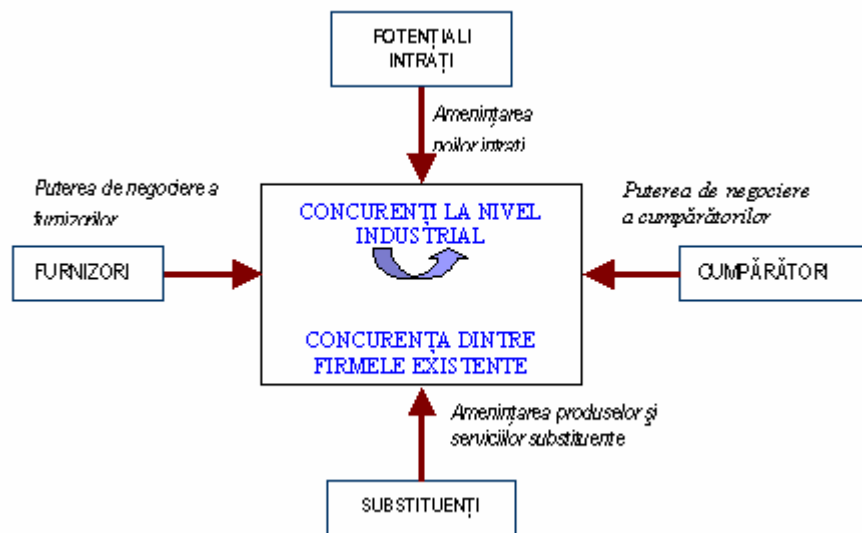 POTENȚIALI
INTRAȚI
Amenințarea
noilor intrați
Puterea de negociere a
furnizorilor
Puterea de negociere
a cumpărătorilor
CONCURENȚI LA NIVEL
INDUSTRIAL
FURNIZORI
CUMPĂRĂTORI
CONCURENȚA DINTRE
FIRMELE EXISTENTE
Amenințarea produselor și
serviciilor substituente
SUBSTITUENȚI